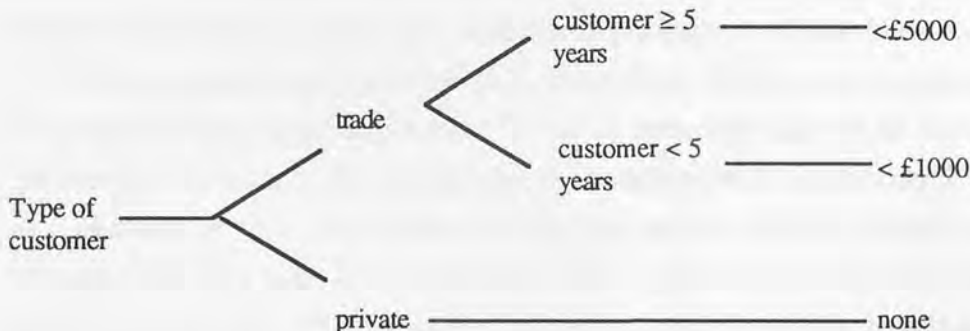 customer ≥ 5
years
<£5000
trade
customer < 5
years
< £1000
Type of
customer
private
none